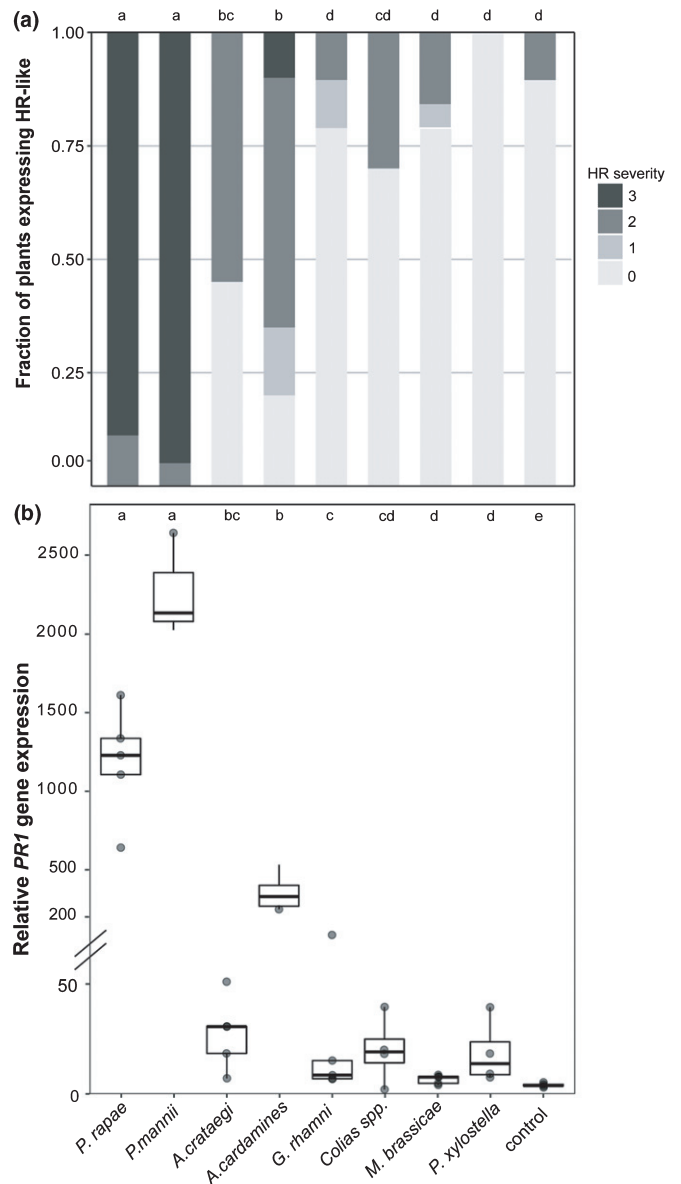 (a)
a a bc b d cd d d d
Fraction of plants expressing HR-like
1.00
0.75
0.50
0.25
0.00
HR severity
3
2
1
0
(b)
a a bc b c cd d d e
Relative PR1 gene expression
2500
2000
1500
1000
500
200
50
0
P. rapae
P.mannii
A.crataegi
A.cardamines
G. rhamni
Colias spp.
M. brassicae
P. xylostella
control